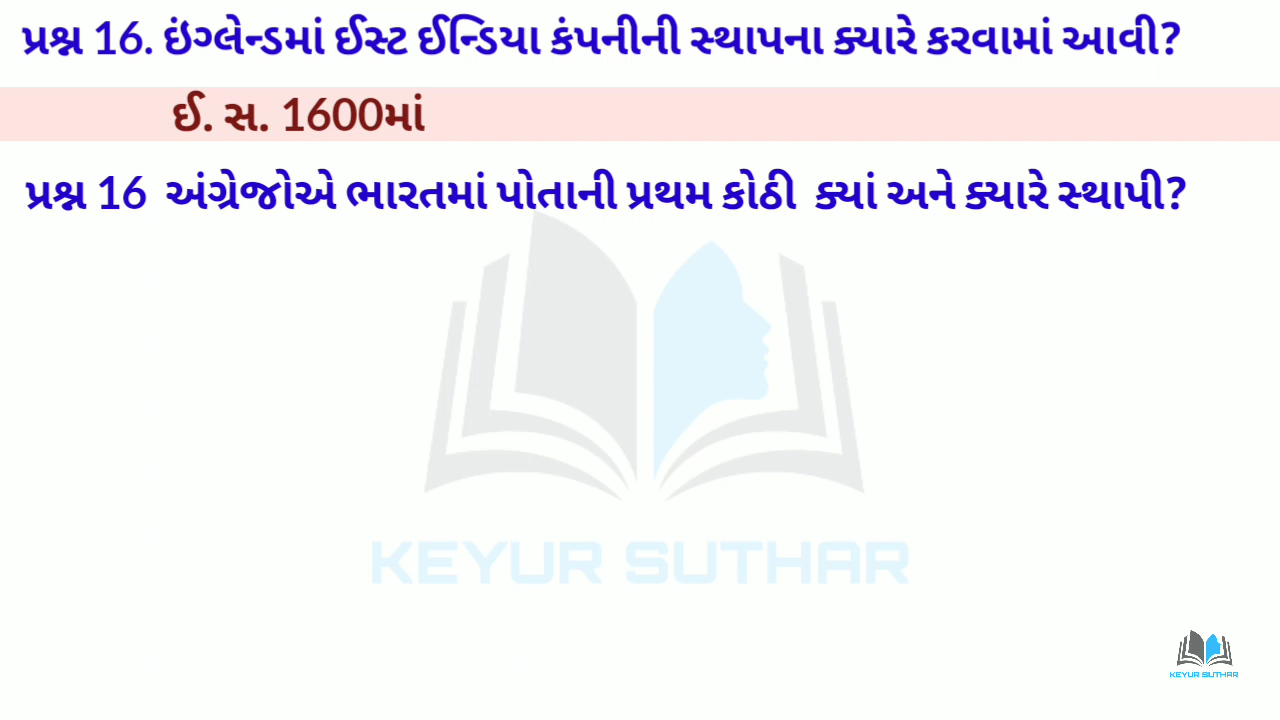 પ્રશ્ન 16. ઇંગ્લેન્ડમાં ઈસ્ટ ઈન્ડિયા કંપનીની સ્થાપના ક્યારે કરવામાં આવી?
ઈ. સ. 1600માં
પ્રશ્ન 16 અંગ્રેજોએ ભારતમાં પોતાની પ્રથમ કોઠી ક્યાં અને ક્યારે સ્થાપી?
KEYUR SUTHAR
KEYUR SUTHAR